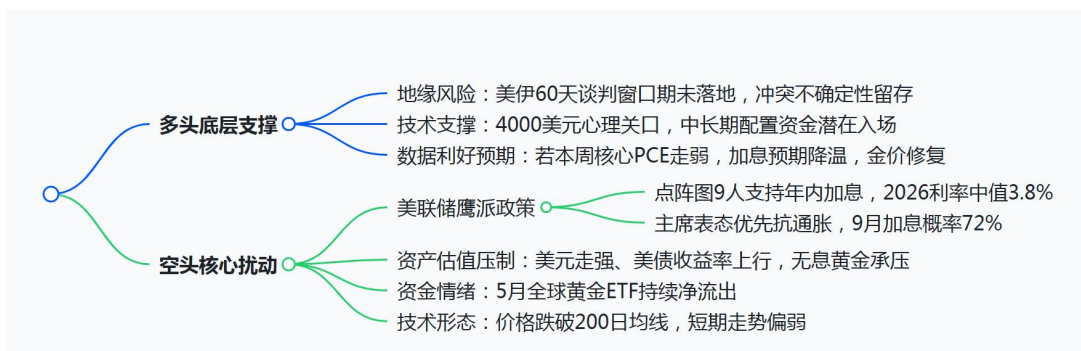 多头底层支撑
地缘风险：美伊60天谈判窗口期未落地，冲突不确定性留存
技术支撑：4000美元心理关口，中长期配置资金潜在入场
数据利好预期：若本周核心PCE走弱，加息预期降温，金价修复
空头核心扰动
美联储鹰派政策
点阵图9人支持年内加息，2026利率中值3.8%
主席表态优先抗通胀，9月加息概率72%
资产估值压制：美元走强、美债收益率上行，无息黄金承压
资金情绪：5月全球黄金ETF持续净流出
技术形态：价格跌破200日均线，短期走势偏弱